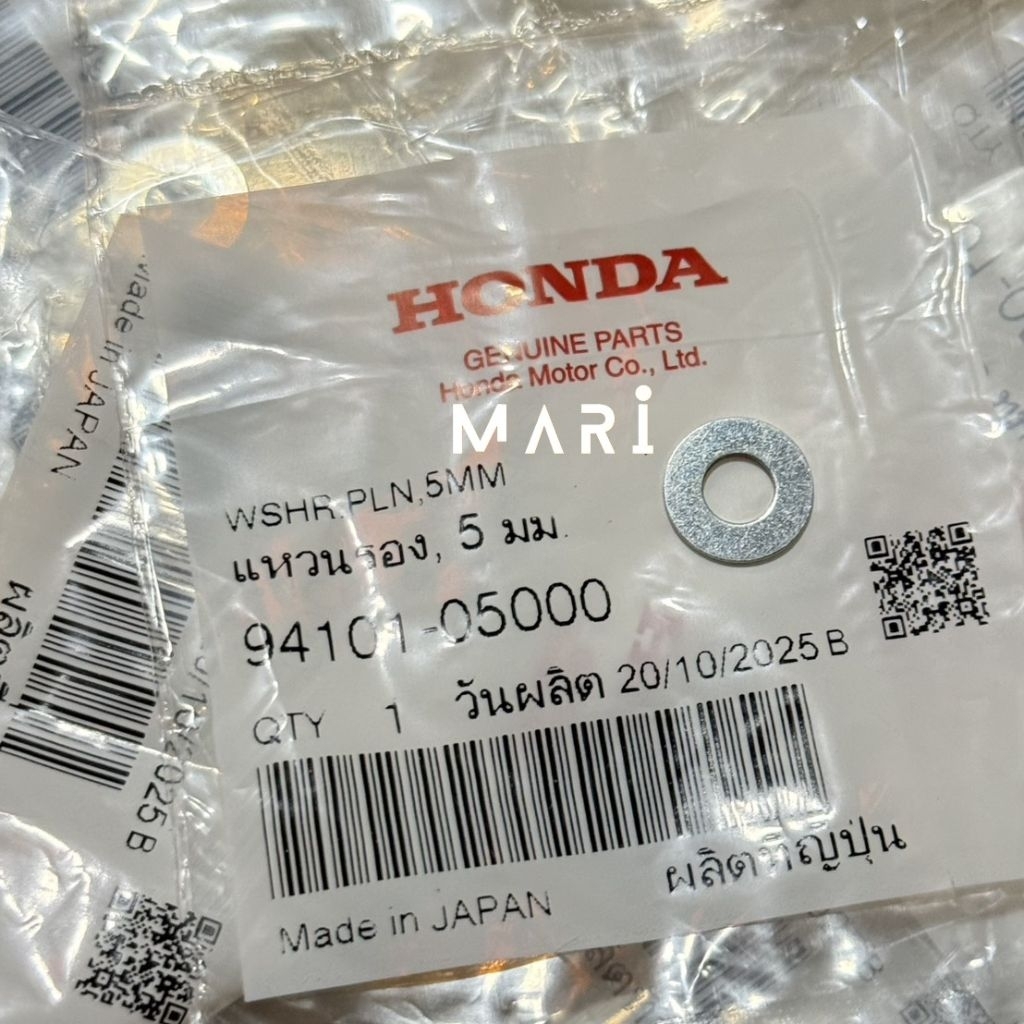 HONDA
GENUINE PARTS
Honda Motor Co., Ltd.
MARi
WSHR,PLN,5MM
แหวนรอง, 5 มม.
94101-05000
QTY 1 วันผลิต 20/10/2025 B
Made in JAPAN ผลิตที่ญี่ปุ่น
Made in JAPAN
2025 B